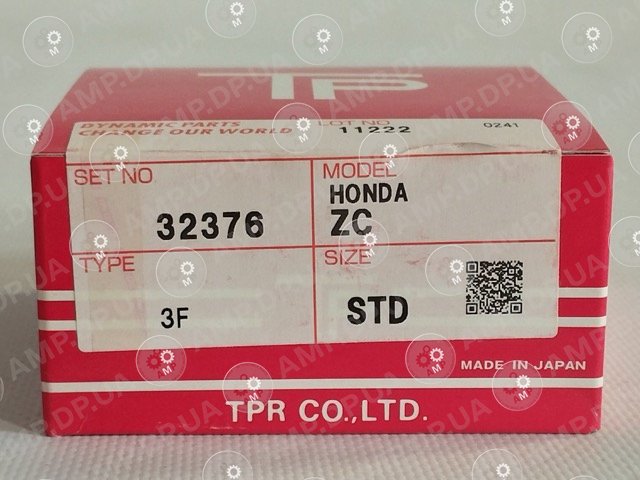 TP
DYNAMIC PARTS
CHANGE OUR WORLD
LOT NO
11222
0241
SET NO
32376
MODEL
HONDA
ZC
TYPE
3F
SIZE
STD
MADE IN JAPAN
TPR CO.,LTD.
AMP.DP.UA